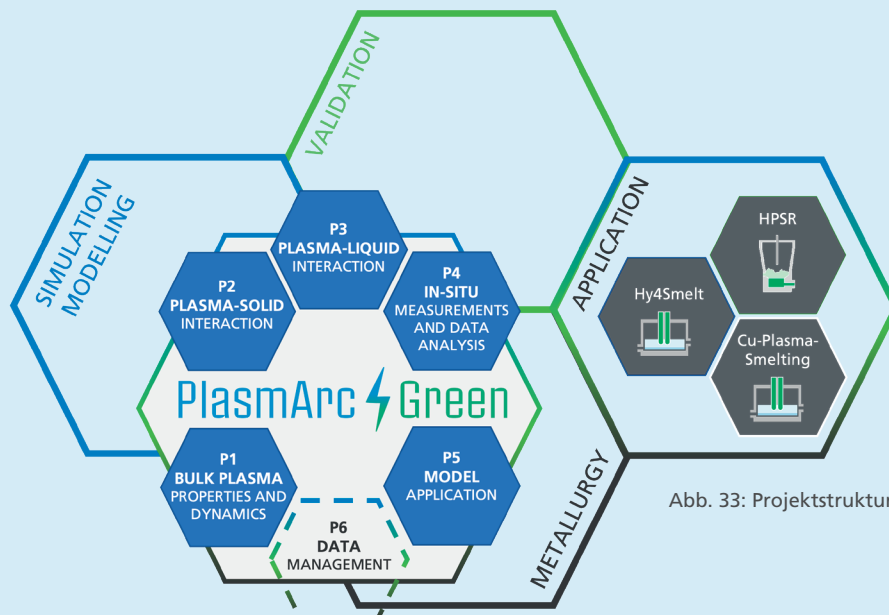 VALIDATION
SIMULATION
MODELLING
APPLICATION
METALLURGY
P3
PLASMA-LIQUID
INTERACTION
P2
PLASMA-SOLID
INTERACTION
P4
IN-SITU
MEASUREMENTS
AND DATA
ANALYSIS
PlasmArc Green
P1
BULK PLASMA
PROPERTIES AND
DYNAMICS
P5
MODEL
APPLICATION
P6
DATA
MANAGEMENT
HPSR
Hy4Smelt
Cu-Plasma-
Smelting
Abb. 33: Projektstruktur